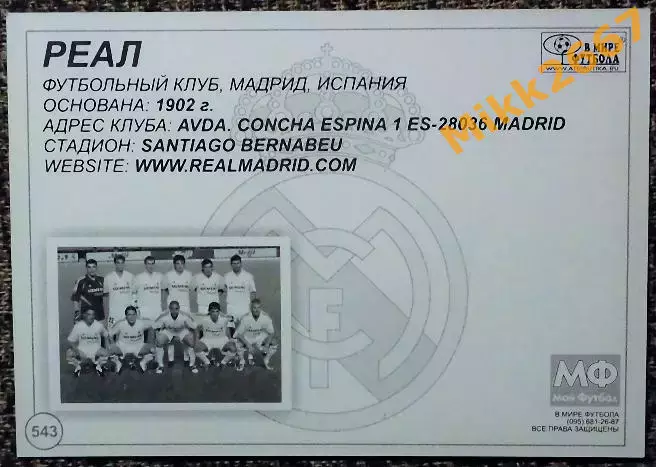 РЕАЛ
ФУТБОЛЬНЫЙ КЛУБ, МАДРИД, ИСПАНИЯ
ОСНОВАНА: 1902 г.
АДРЕС КЛУБА: AVDA. CONCHA ESPINA 1 ES-28036 MADRID
СТАДИОН: SANTIAGO BERNABEU
WEBSITE: WWW.REALMADRID.COM
В МИРЕ
ФУТБОЛА
SIEMENS
МФ
Мой Футбол
В МИРЕ ФУТБОЛА
(095) 681-26-87
ВСЕ ПРАВА ЗАЩИЩЕНЫ
543